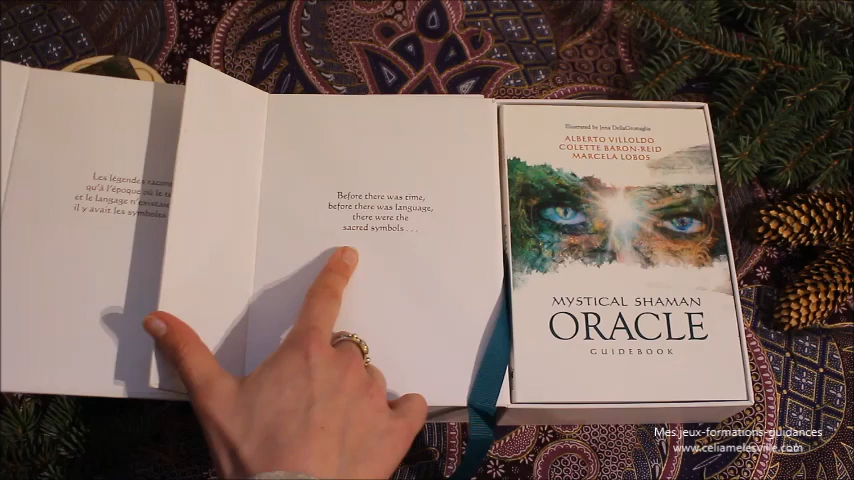 Les légendes
qu'à l'époque où le
et le langage n'existai
il y avait les symboles
Before there was time,
before there was language,
there were the
sacred symbols . . .
Illustrated by Jena DellaGrottaglia
ALBERTO VILLOLDO
COLETTE BARON-REID
MARCELA LOBOS
MYSTICAL SHAMAN
ORACLE
GUIDEBOOK
Mes jeux-formations-guidances
www.celiamelesville.com